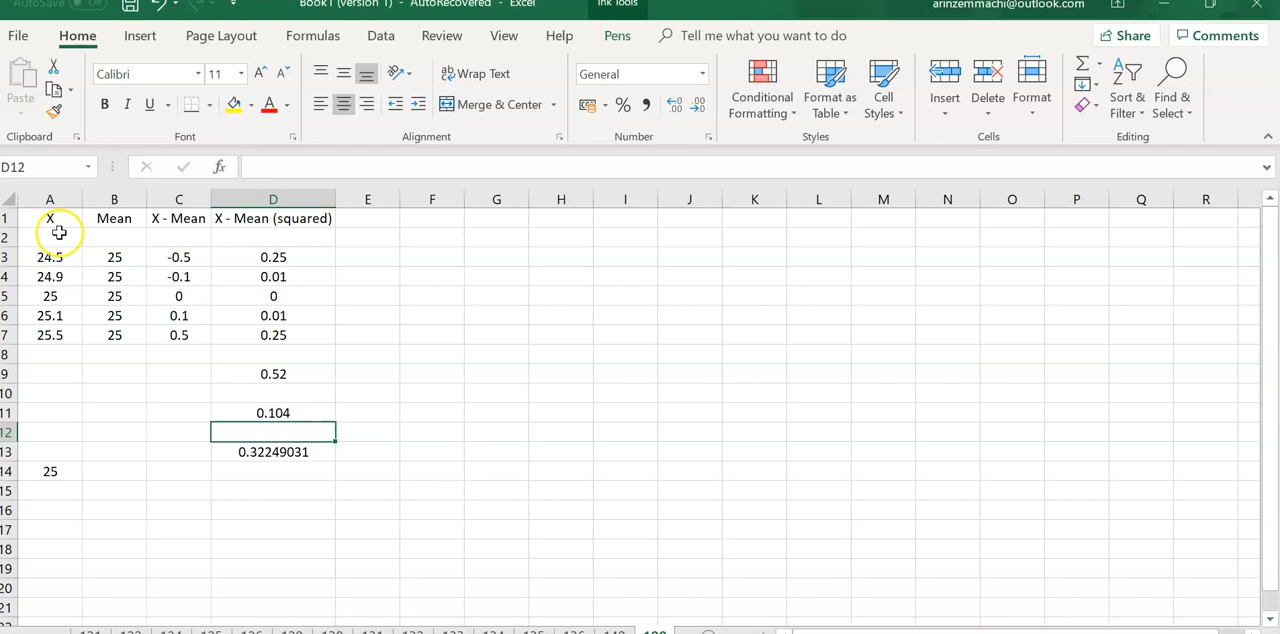 AutoSave Off Book1 (version 1) - AutoRecovered - Excel Ink Tools arinzemmachi@outlook.com
File Home Insert Page Layout Formulas Data Review View Help Pens Tell me what you want to do Share Comments
Paste Calibri 11 A A Wrap Text General Conditional Formatting Format as Table Cell Styles Insert Delete Format Sort & Filter Find & Select
B I U A Merge & Center % ,
Clipboard Font Alignment Number Styles Cells Editing
D12 fx
A B C D E F G H I J K L M N O P Q R
1 X Mean X - Mean X - Mean (squared)
2
3 24.5 25 -0.5 0.25
4 24.9 25 -0.1 0.01
5 25 25 0 0
6 25.1 25 0.1 0.01
7 25.5 25 0.5 0.25
8
9 0.52
10
11 0.104
12
13 0.32249031
14 25
15
16
17
18
19
20
21